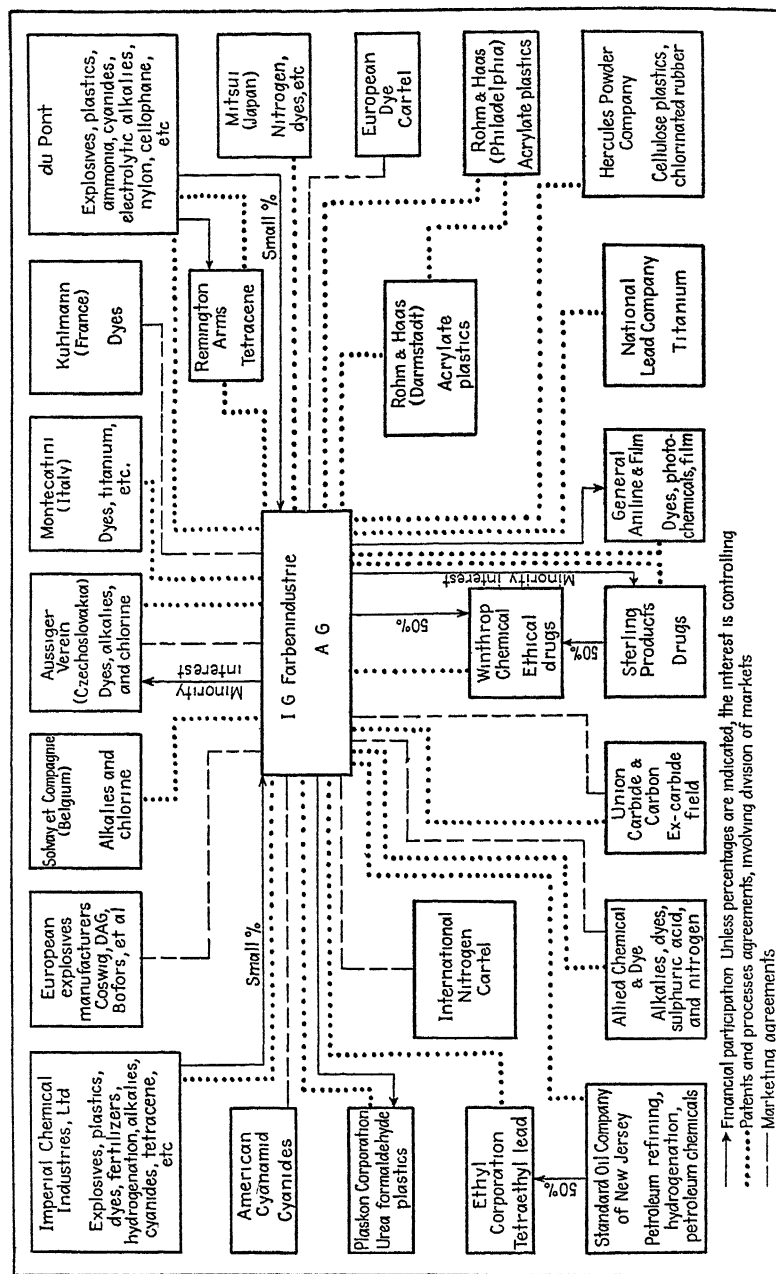 Imperial Chemical
Industries, Ltd
Explosives, plastics,
dyes, fertilizers,
hydrogenation, alkalies,
cyanides, tetracene,
etc
European
explosives
manufacturers
Coswig, DAG,
Bofors, et al
Solvay et Compagnie
(Belgium)
Alkalies and
chlorine
Aussiger
Verein
(Czechoslovakia)
Dyes, alkalies,
and chlorine
Montecatini
(Italy)
Dyes, titanium,
etc.
Kuhlmann
(France)
Dyes
du Pont
Explosives, plastics,
ammonia, cyanides,
electrolytic alkalies,
nylon, cellophane,
etc
Small %
Minority
interest
Remington
Arms
Tetracene
Small %
Mitsui
(Japan)
Nitrogen,
dyes, etc
American
Cyanamid
Cyanides
IG Farbenindustrie
AG
European
Dye
Cartel
Plaskon Corporation
Urea formaldehyde
plastics
International
Nitrogen
Cartel
Rohm & Haas
(Darmstadt)
Acrylate
plastics
Rohm & Haas
(Philadelphia)
Acrylate plastics
Ethyl
Corporation
Tetraethyl lead
50%
Winthrop
Chemical
Ethical
drugs
50%
Minority interest
50%
Standard Oil Company
of New Jersey
Petroleum refining,
hydrogenation,
petroleum chemicals
Allied Chemical
& Dye
Alkalies, dyes,
sulphuric acid,
and nitrogen
Union
Carbide &
Carbon
Ex-carbide
field
Sterling
Products
Drugs
General
Aniline & Film
Dyes, photo-
chemicals, film
National
Lead Company
Titanium
Hercules Powder
Company
Cellulose plastics,
chlorinated rubber
Financial participation Unless percentages are indicated, the interest is controlling
Patents and processes agreements, involving division of markets
Marketing agreements